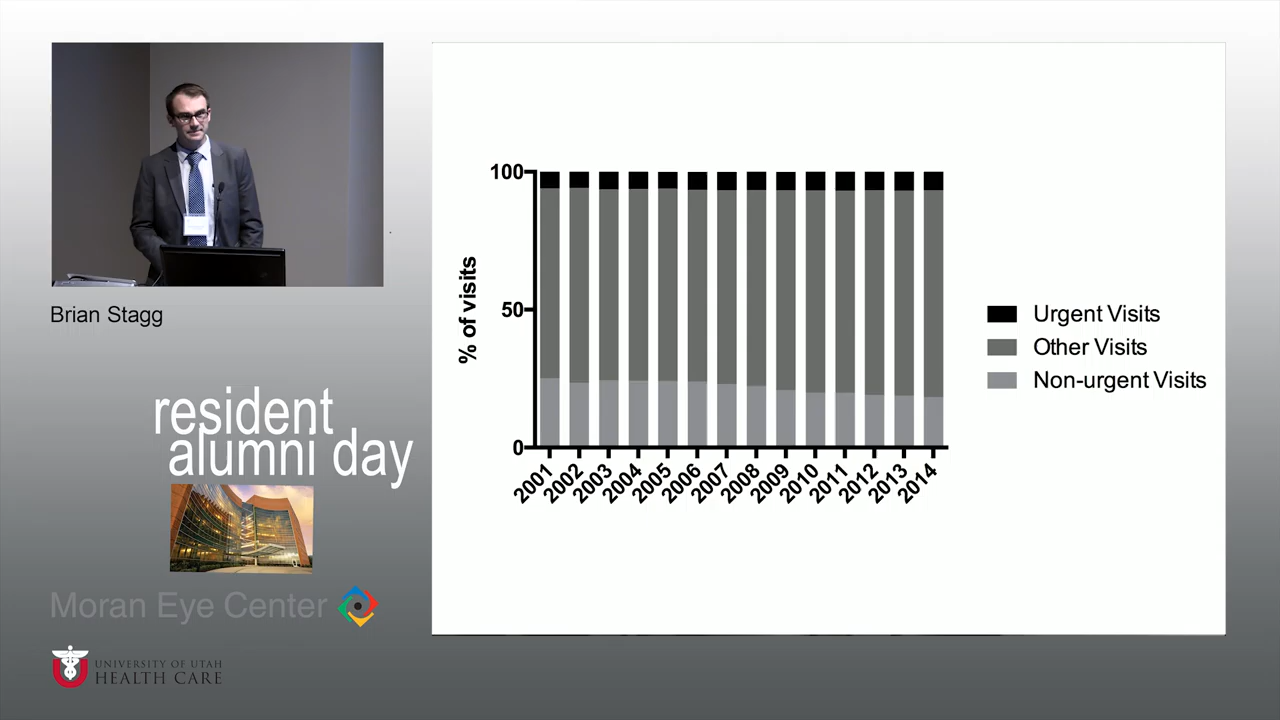 Brian Stagg
resident
alumni day
Moran Eye Center
UNIVERSITY OF UTAH
HEALTH CARE
% of visits
100
50
0
2001
2002
2003
2004
2005
2006
2007
2008
2009
2010
2011
2012
2013
2014
Urgent Visits
Other Visits
Non-urgent Visits